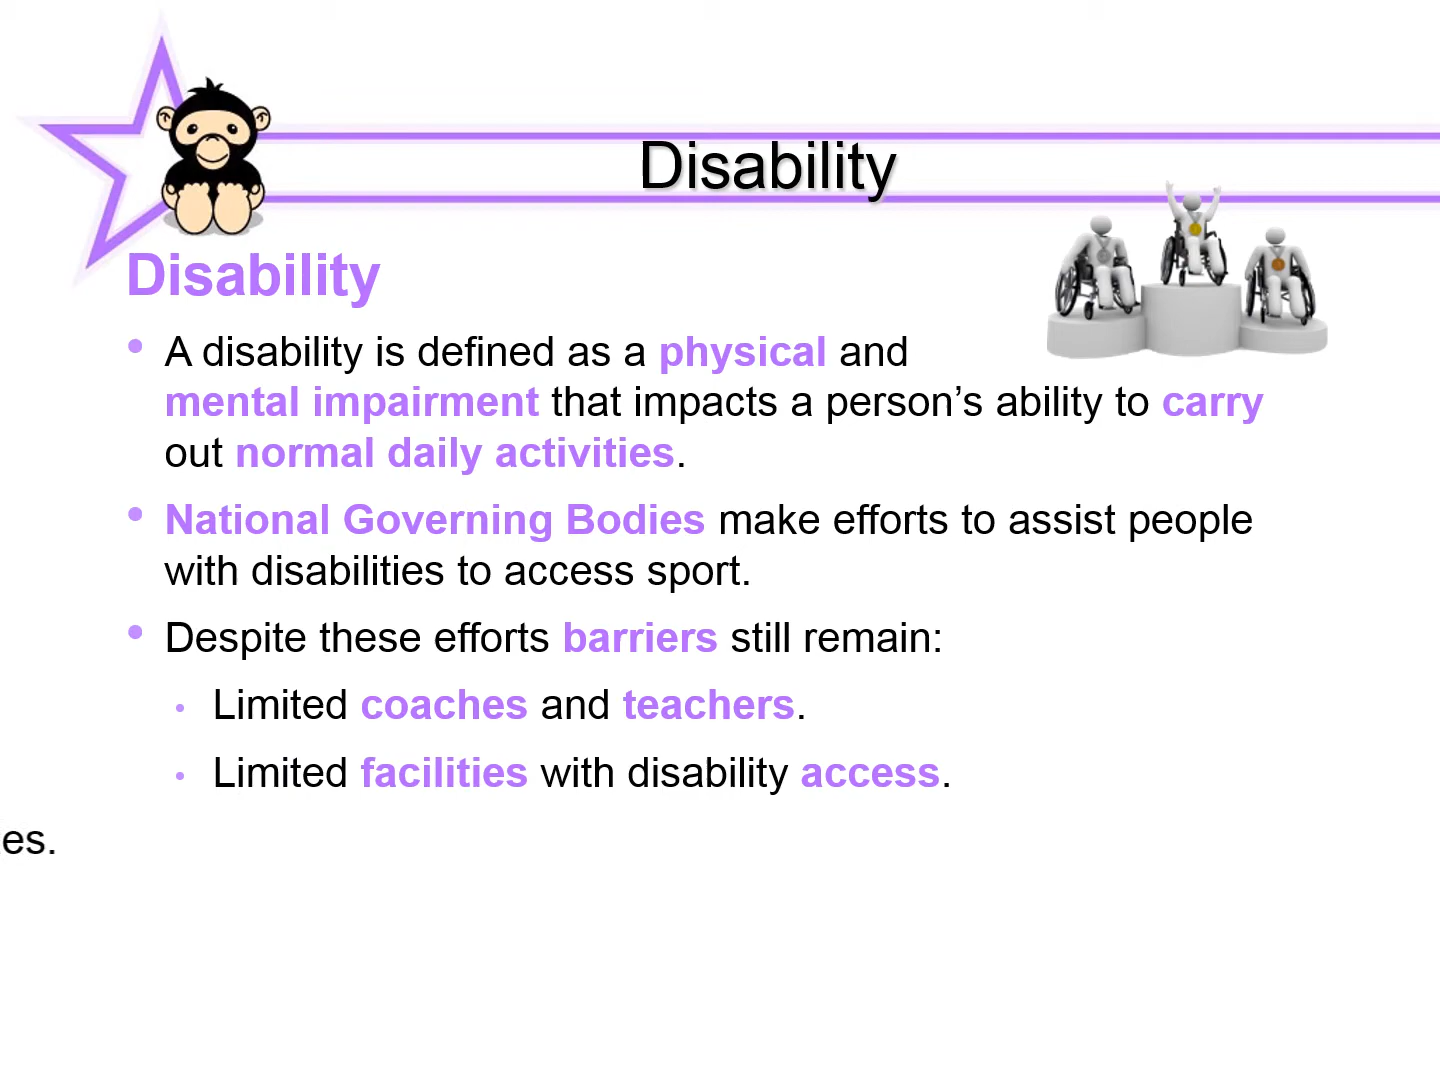 Disability
Disability
• A disability is defined as a physical and
mental impairment that impacts a person’s ability to carry
out normal daily activities.
• National Governing Bodies make efforts to assist people
with disabilities to access sport.
• Despite these efforts barriers still remain:
• Limited coaches and teachers.
• Limited facilities with disability access.
es.